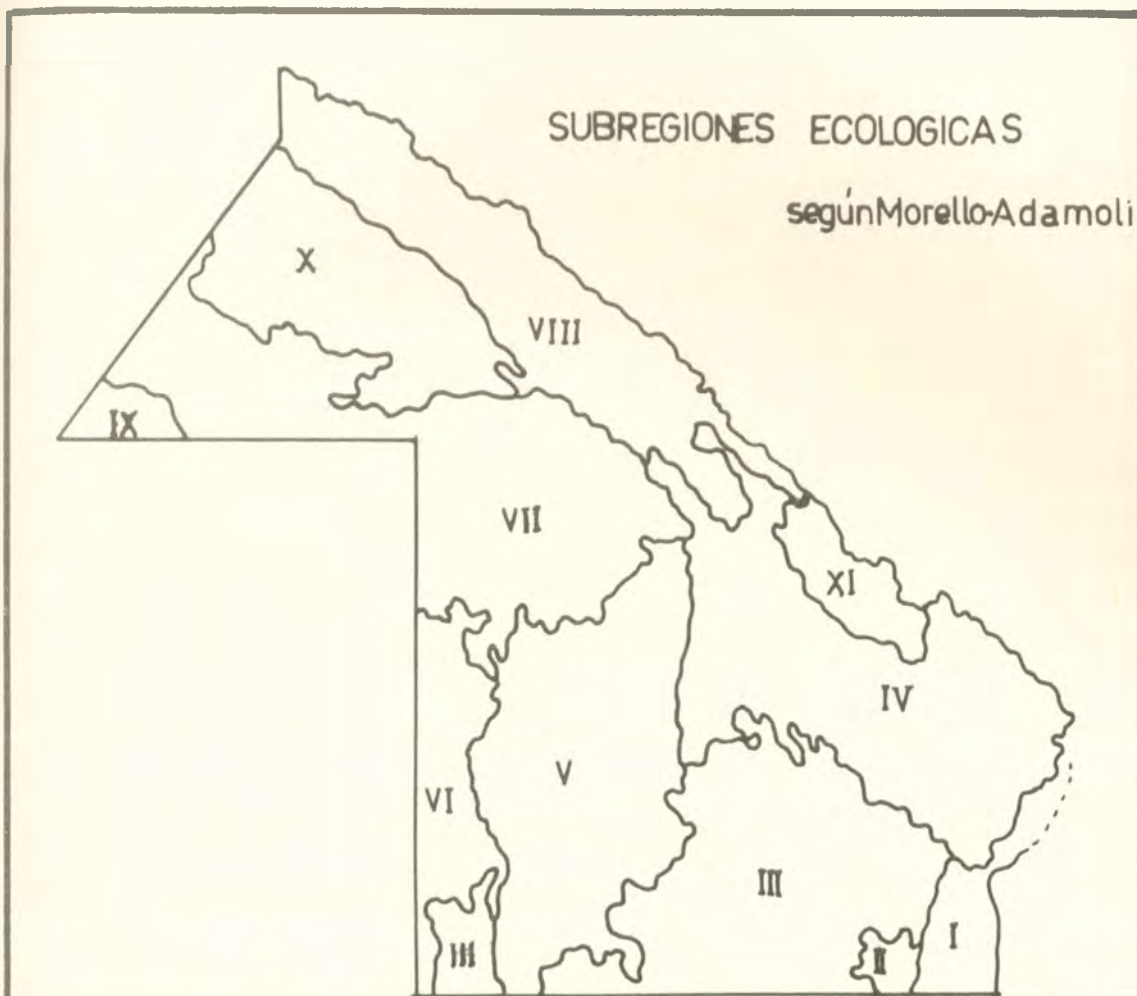 SUBREGIONES ECOLOGICAS
según Morello-Adamoli
X
VIII
IX
VII
XI
IV
V
VI
III
I
III
II